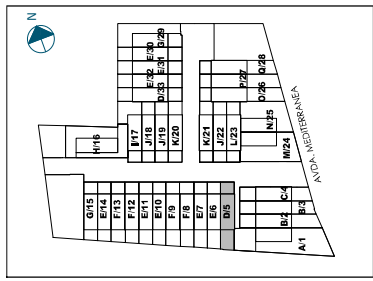 N
G/29
E/30
E/31
E/32
D/33
Q/28
P/27
O/26
H/16
I/17
J/18
J/19
K/20
K/21
J/22
L/23
N/25
M/24
AVDA. MEDITERRANEA
G/15
E/14
F/13
F/12
E/11
E/10
F/9
F/8
E/7
E/6
D/5
C/4
B/3
B/2
A/1